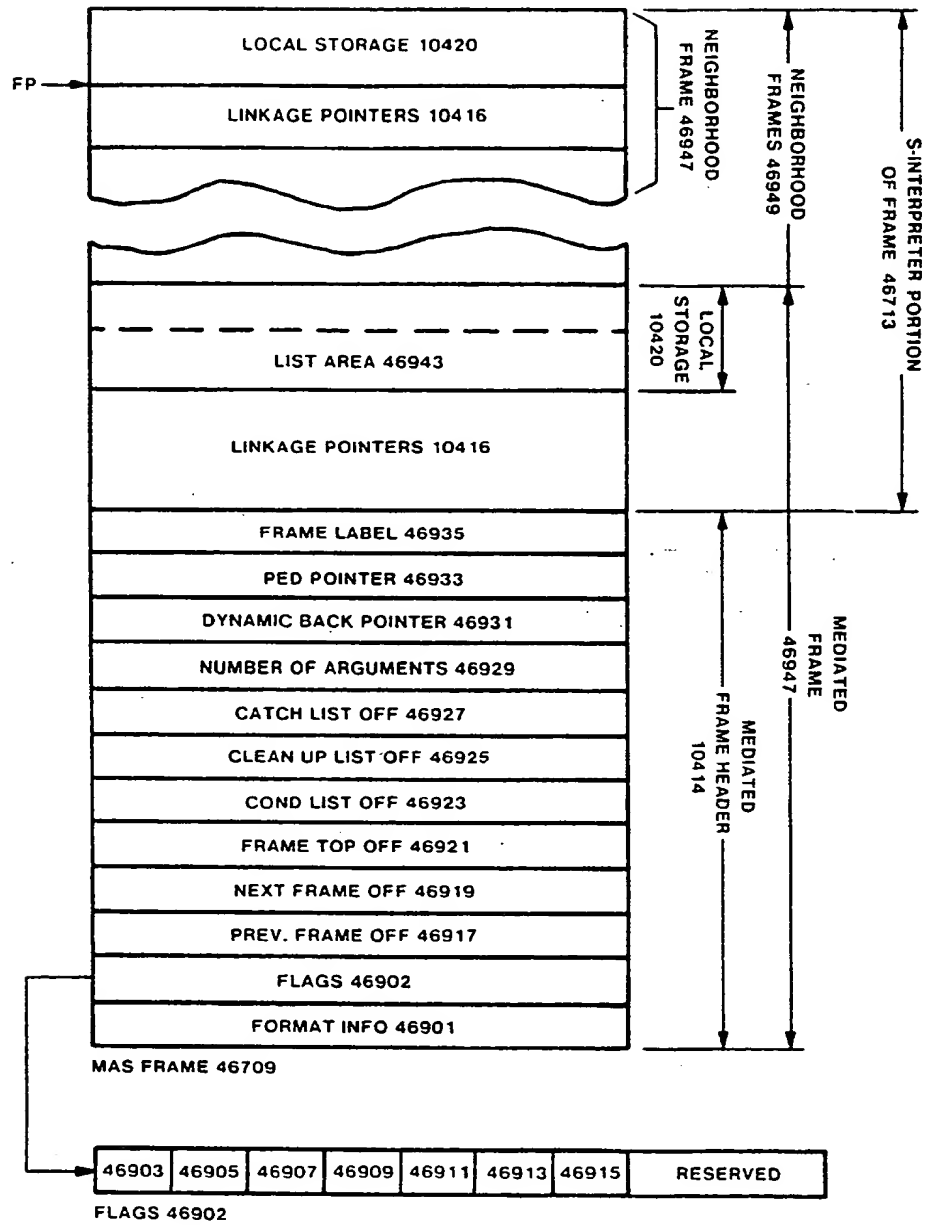 LOCAL STORAGE 10420
FP
LINKAGE POINTERS 10416
NEIGHBORHOOD
FRAME 46947
NEIGHBORHOOD
FRAMES 46949
S-INTERPRETER PORTION
OF FRAME 46713
LIST AREA 46943
LOCAL
STORAGE
10420
LINKAGE POINTERS 10416
FRAME LABEL 46935
PED POINTER 46933
DYNAMIC BACK POINTER 46931
NUMBER OF ARGUMENTS 46929
CATCH LIST OFF 46927
CLEAN UP LIST OFF 46925
COND LIST OFF 46923
FRAME TOP OFF 46921
NEXT FRAME OFF 46919
PREV. FRAME OFF 46917
FLAGS 46902
FORMAT INFO 46901
MEDIATED
FRAME HEADER
10414
MEDIATED
FRAME
46947
MAS FRAME 46709
46903 46905 46907 46909 46911 46913 46915 RESERVED
FLAGS 46902